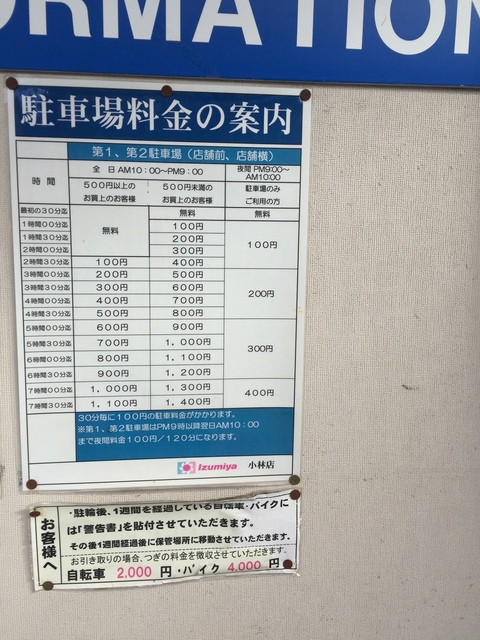 ORMATION
駐車場料金の案内
第1、第2駐車場(店舗前、店舗横)
時間 全 日 AM10:00〜PM9:00 夜間 PM9:00〜AM10:00
500円以上のお買上のお客様 500円未満のお買上のお客様 駐車場のみご利用の方
最初の30分迄 無料 無料 無料
1時間00分迄 100円 100円
1時間30分迄 200円
2時間00分迄 300円
2時間30分迄 100円 400円
3時間00分迄 200円 500円 200円
3時間30分迄 300円 600円
4時間00分迄 400円 700円
4時間30分迄 500円 800円
5時間00分迄 600円 900円 300円
5時間30分迄 700円 1,000円
6時間00分迄 800円 1,100円
6時間30分迄 900円 1,200円
7時間00分迄 1,000円 1,300円 400円
7時間30分迄 1,100円 1,400円
30分毎に100円の駐車料金がかかります。
※第1、第2駐車場はPM9時以降翌日AM10:00
まで夜間料金100円/120分になります。
Izumiya 小林店
お客様へ
・駐輪後、1週間を経過している自転車・バイクに
は「警告書」を貼付させていただきます。
その後1週間経過後に保管場所に移動させていただきます。
お引き取りの場合、つぎの料金を徴収させていただきます。
自転車 2,000 円・バイク 4,000 円